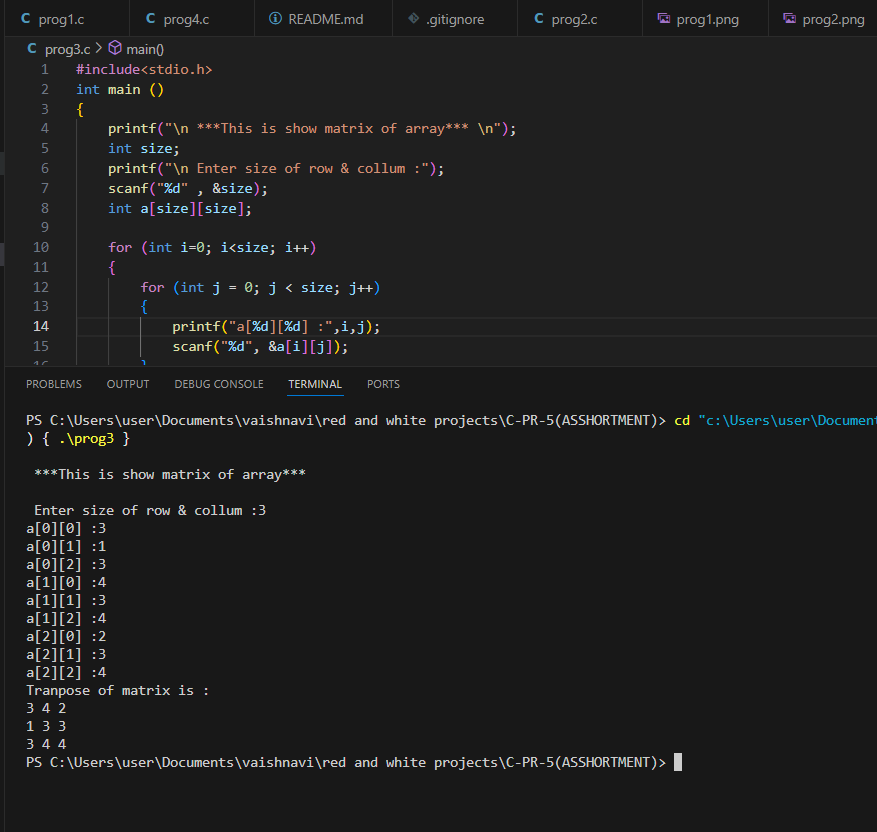 prog1.c prog4.c README.md .gitignore prog2.c prog1.png prog2.png
prog3.c > main()
1 #include<stdio.h>
2 int main ()
3 {
4 printf("\n ***This is show matrix of array*** \n");
5 int size;
6 printf("\n Enter size of row & collum :");
7 scanf("%d" , &size);
8 int a[size][size];
9
10 for (int i=0; i<size; i++)
11 {
12 for (int j = 0; j < size; j++)
13 {
14 printf("a[%d][%d] :",i,j);
15 scanf("%d", &a[i][j]);
16 }
PROBLEMS OUTPUT DEBUG CONSOLE TERMINAL PORTS
PS C:\Users\user\Documents\vaishnavi\red and white projects\C-PR-5(ASSHORTMENT)> cd "c:\Users\user\Document
) { .\prog3 }
***This is show matrix of array***
Enter size of row & collum :3
a[0][0] :3
a[0][1] :1
a[0][2] :3
a[1][0] :4
a[1][1] :3
a[1][2] :4
a[2][0] :2
a[2][1] :3
a[2][2] :4
Tranpose of matrix is :
3 4 2
1 3 3
3 4 4
PS C:\Users\user\Documents\vaishnavi\red and white projects\C-PR-5(ASSHORTMENT)>